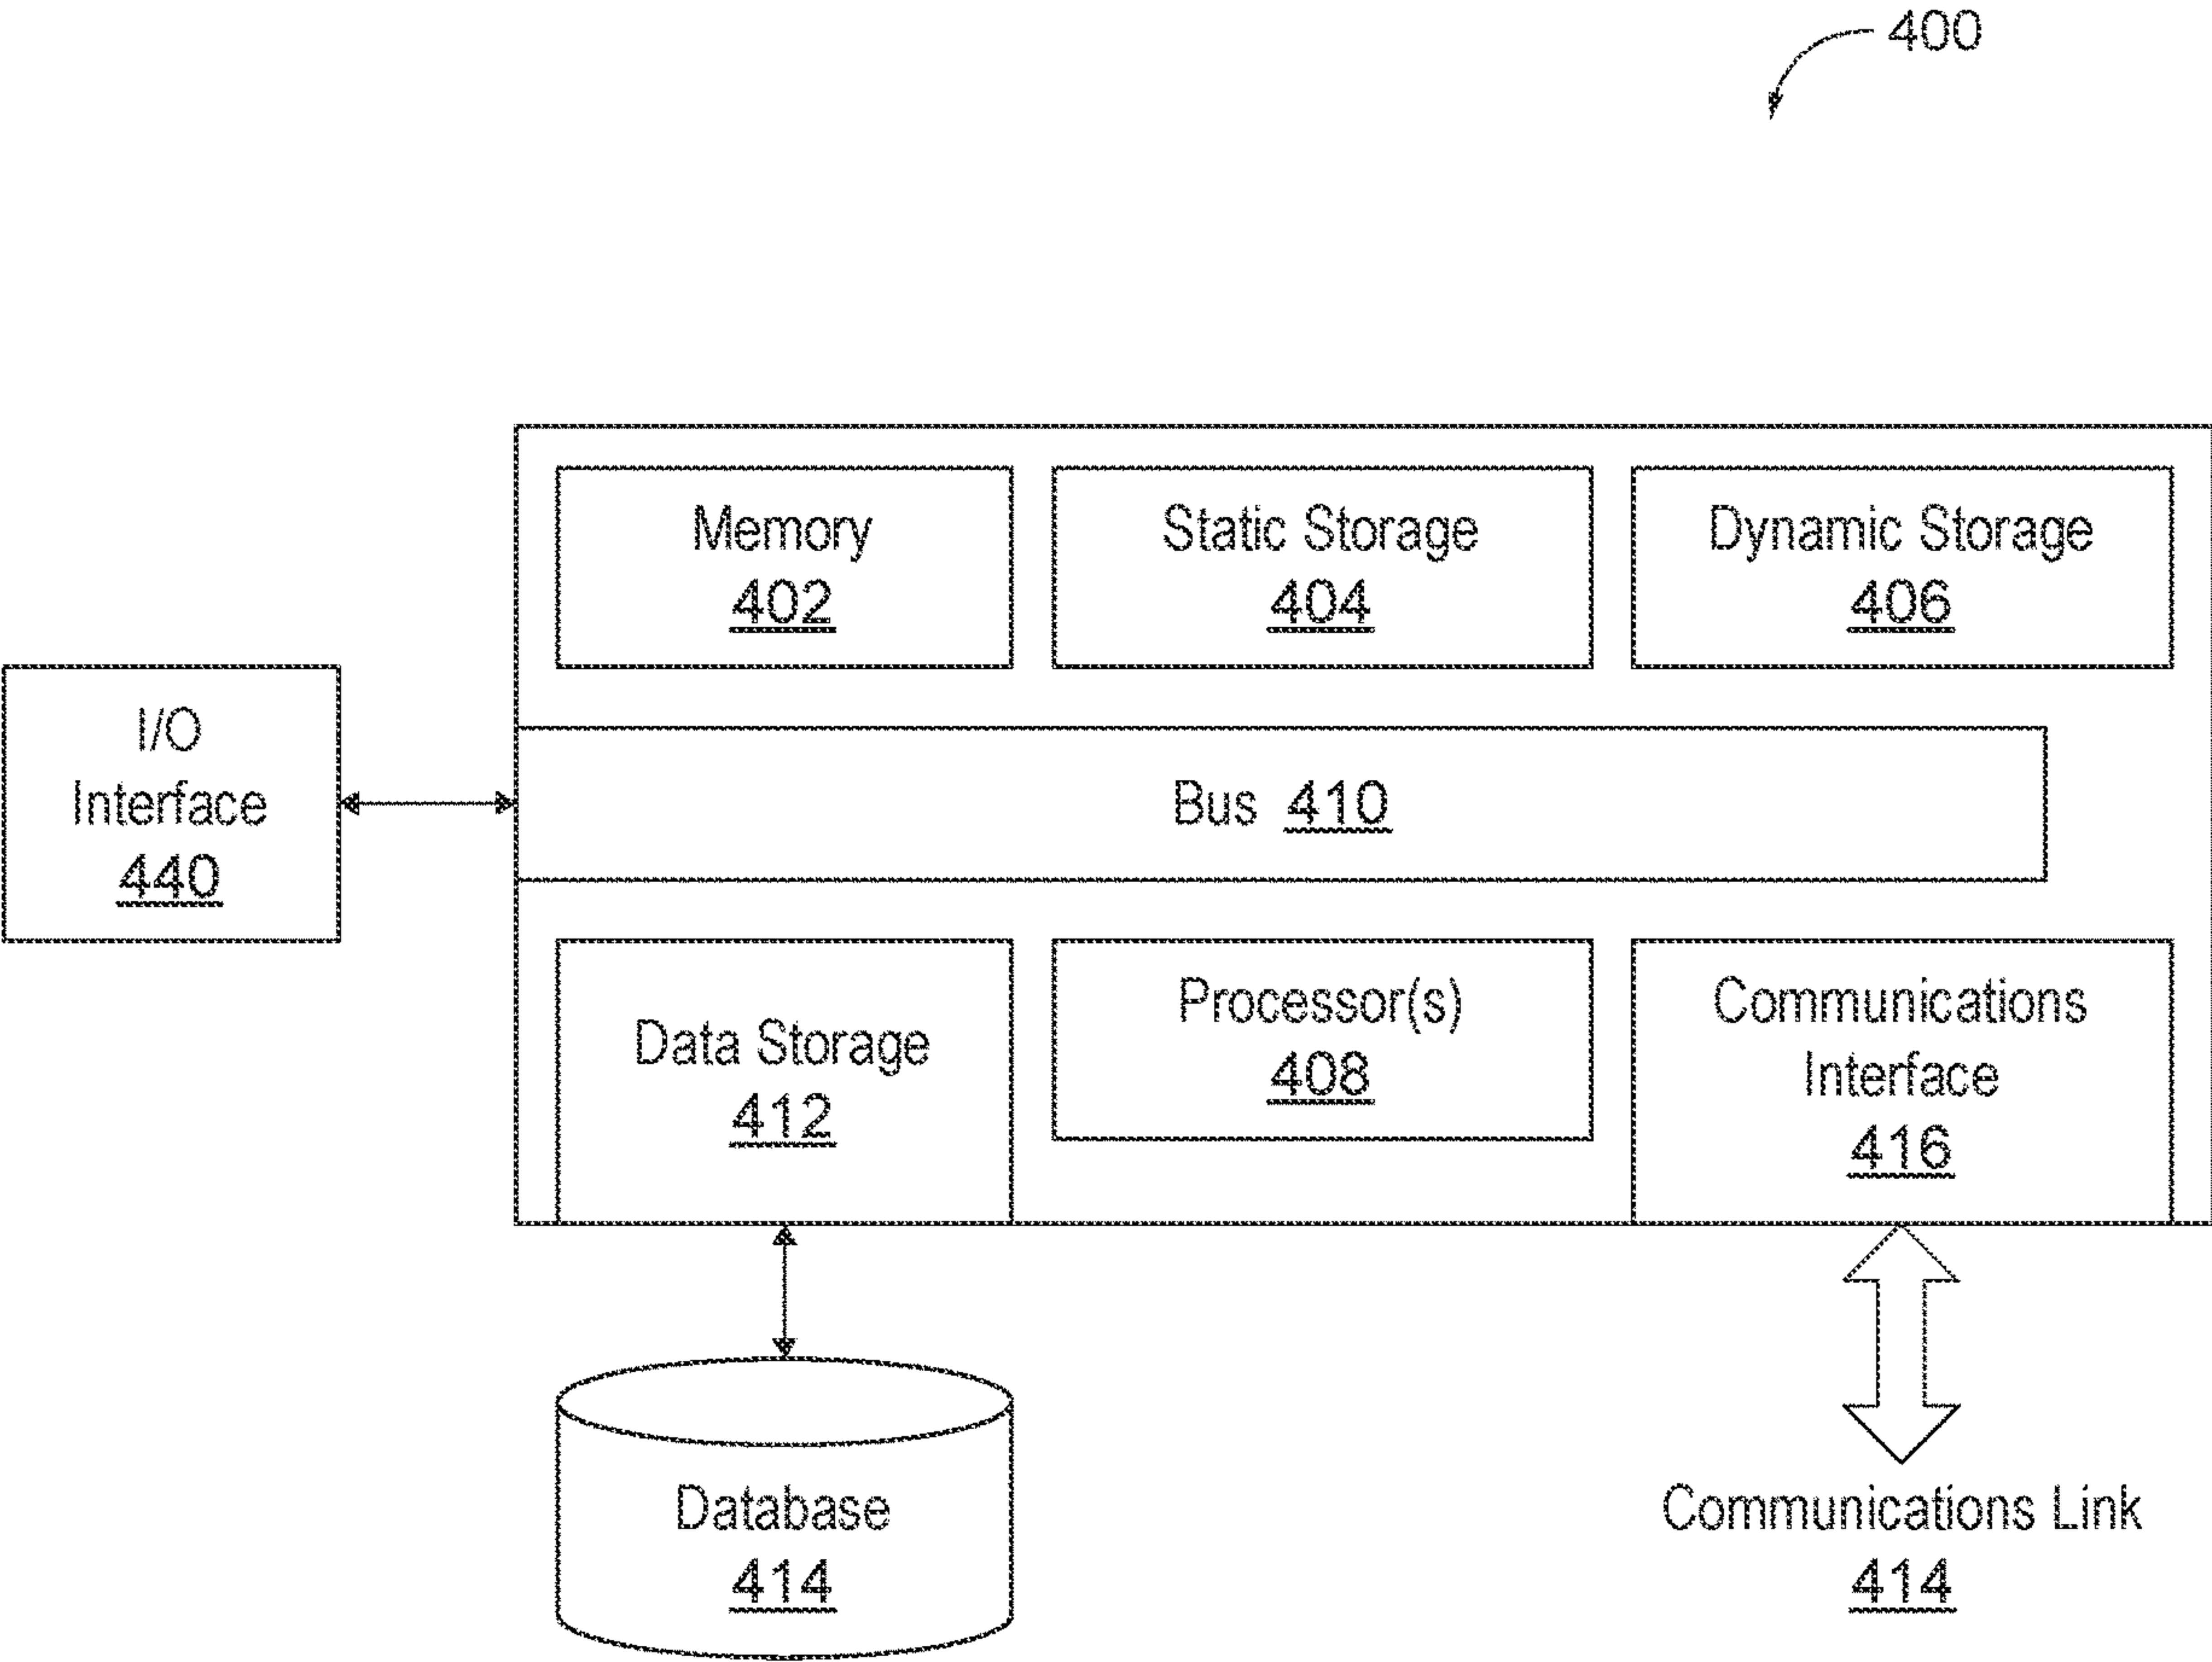 400
Memory
402
Static Storage
404
Dynamic Storage
406
I/O
Interface
440
Bus 410
Data Storage
412
Processor(s)
408
Communications
Interface
416
Database
414
Communications Link
414